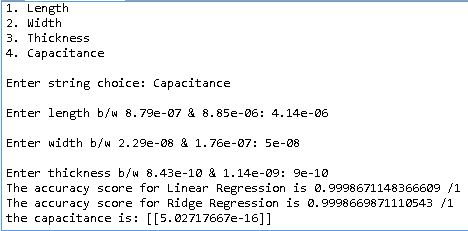 1. Length
2. Width
3. Thickness
4. Capacitance
Enter string choice: Capacitance
Enter length b/w 8.79e-07 & 8.85e-06: 4.14e-06
Enter width b/w 2.29e-08 & 1.76e-07: 5e-08
Enter thickness b/w 8.43e-10 & 1.14e-09: 9e-10
The accuracy score for Linear Regression is 0.9998671148366609 /1
The accuracy score for Ridge Regression is 0.9998669871110543 /1
the capacitance is: [[5.02717667e-16]]